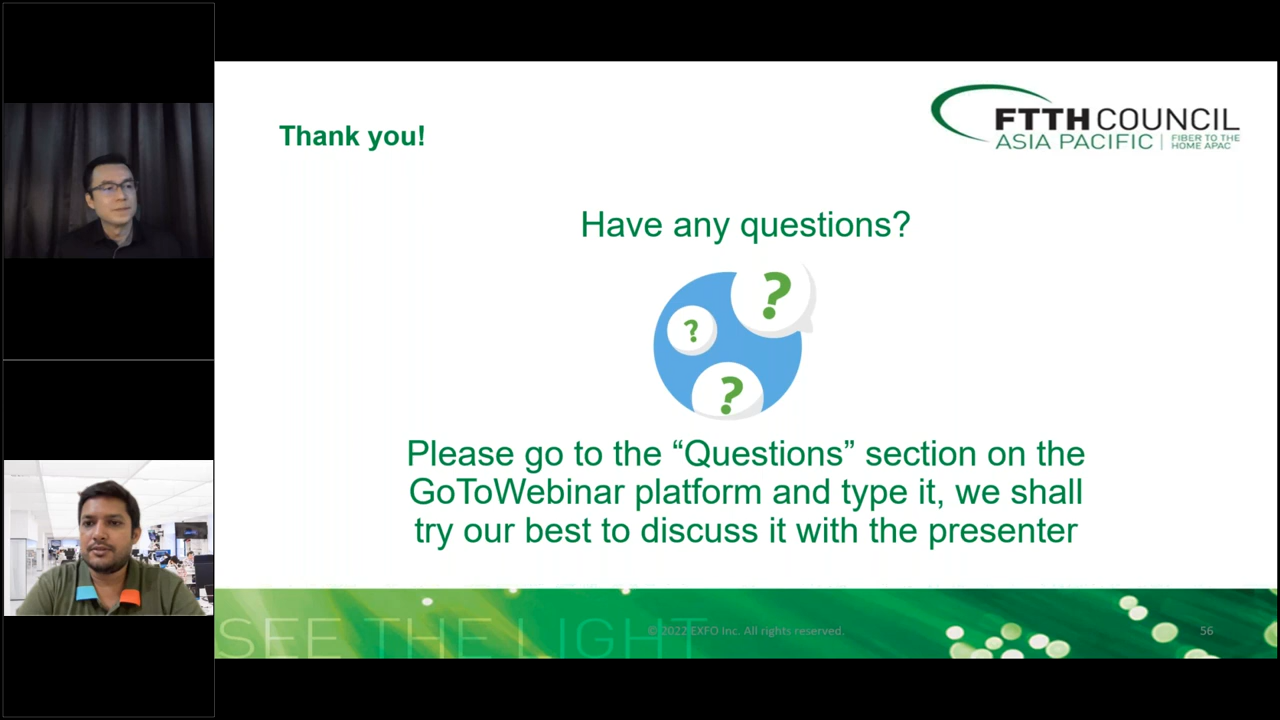 Thank you!
FTTH COUNCIL
ASIA PACIFIC | FIBER TO THE
HOME APAC
Have any questions?
?
?
?
Please go to the “Questions” section on the
GoToWebinar platform and type it, we shall
try our best to discuss it with the presenter
SEE THE LIGHT
© 2022 EXFO Inc. All rights reserved.
56